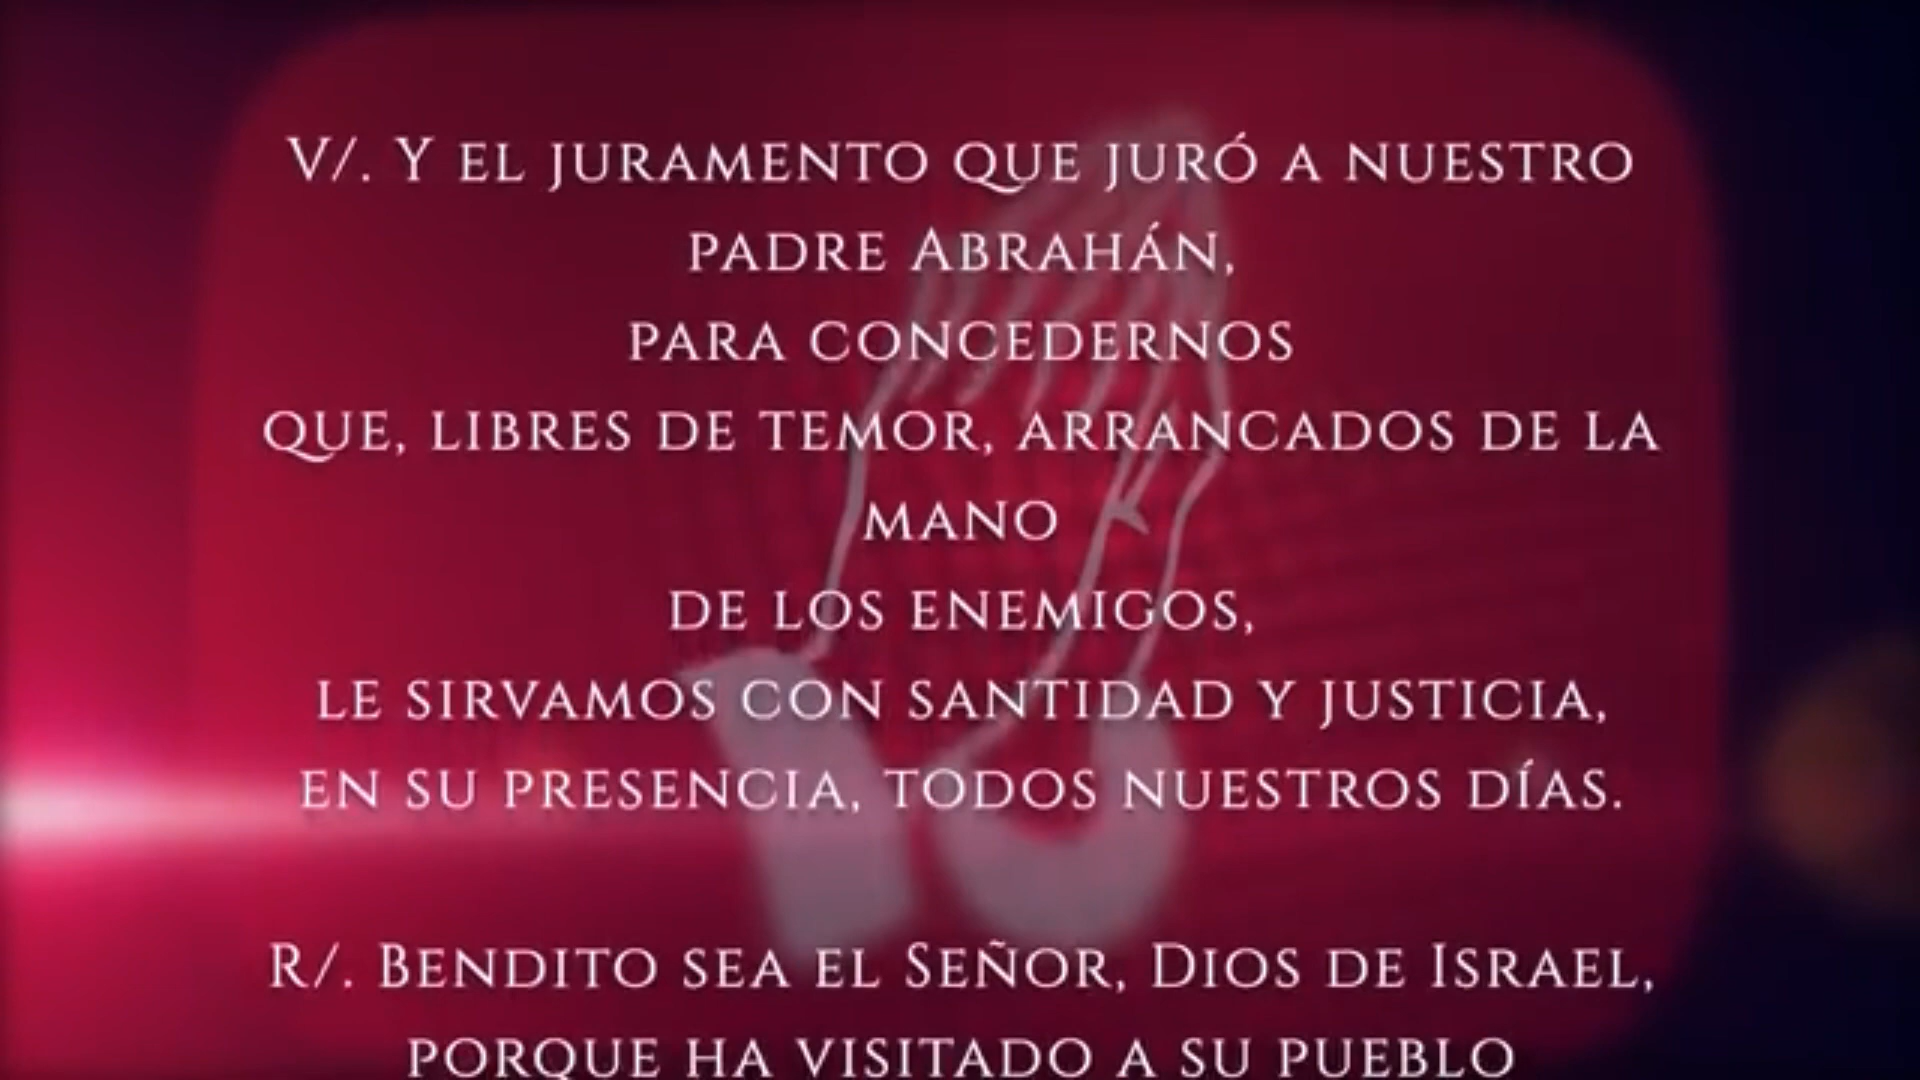 V/. Y EL JURAMENTO QUE JURÓ A NUESTRO
PADRE ABRAHÁN,
PARA CONCEDERNOS
QUE, LIBRES DE TEMOR, ARRANCADOS DE LA
MANO
DE LOS ENEMIGOS,
LE SIRVAMOS CON SANTIDAD Y JUSTICIA,
EN SU PRESENCIA, TODOS NUESTROS DÍAS.
R/. BENDITO SEA EL SEÑOR, DIOS DE ISRAEL,
PORQUE HA VISITADO A SU PUEBLO